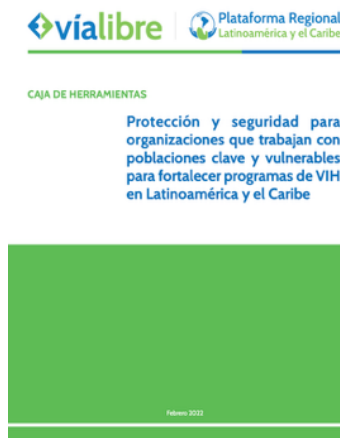 víalibre
Plataforma Regional
Latinoamérica y el Caribe
CAJA DE HERRAMIENTAS
Protección y seguridad para
organizaciones que trabajan con
poblaciones clave y vulnerables
para fortalecer programas de VIH
en Latinoamérica y el Caribe
Febrero 2022